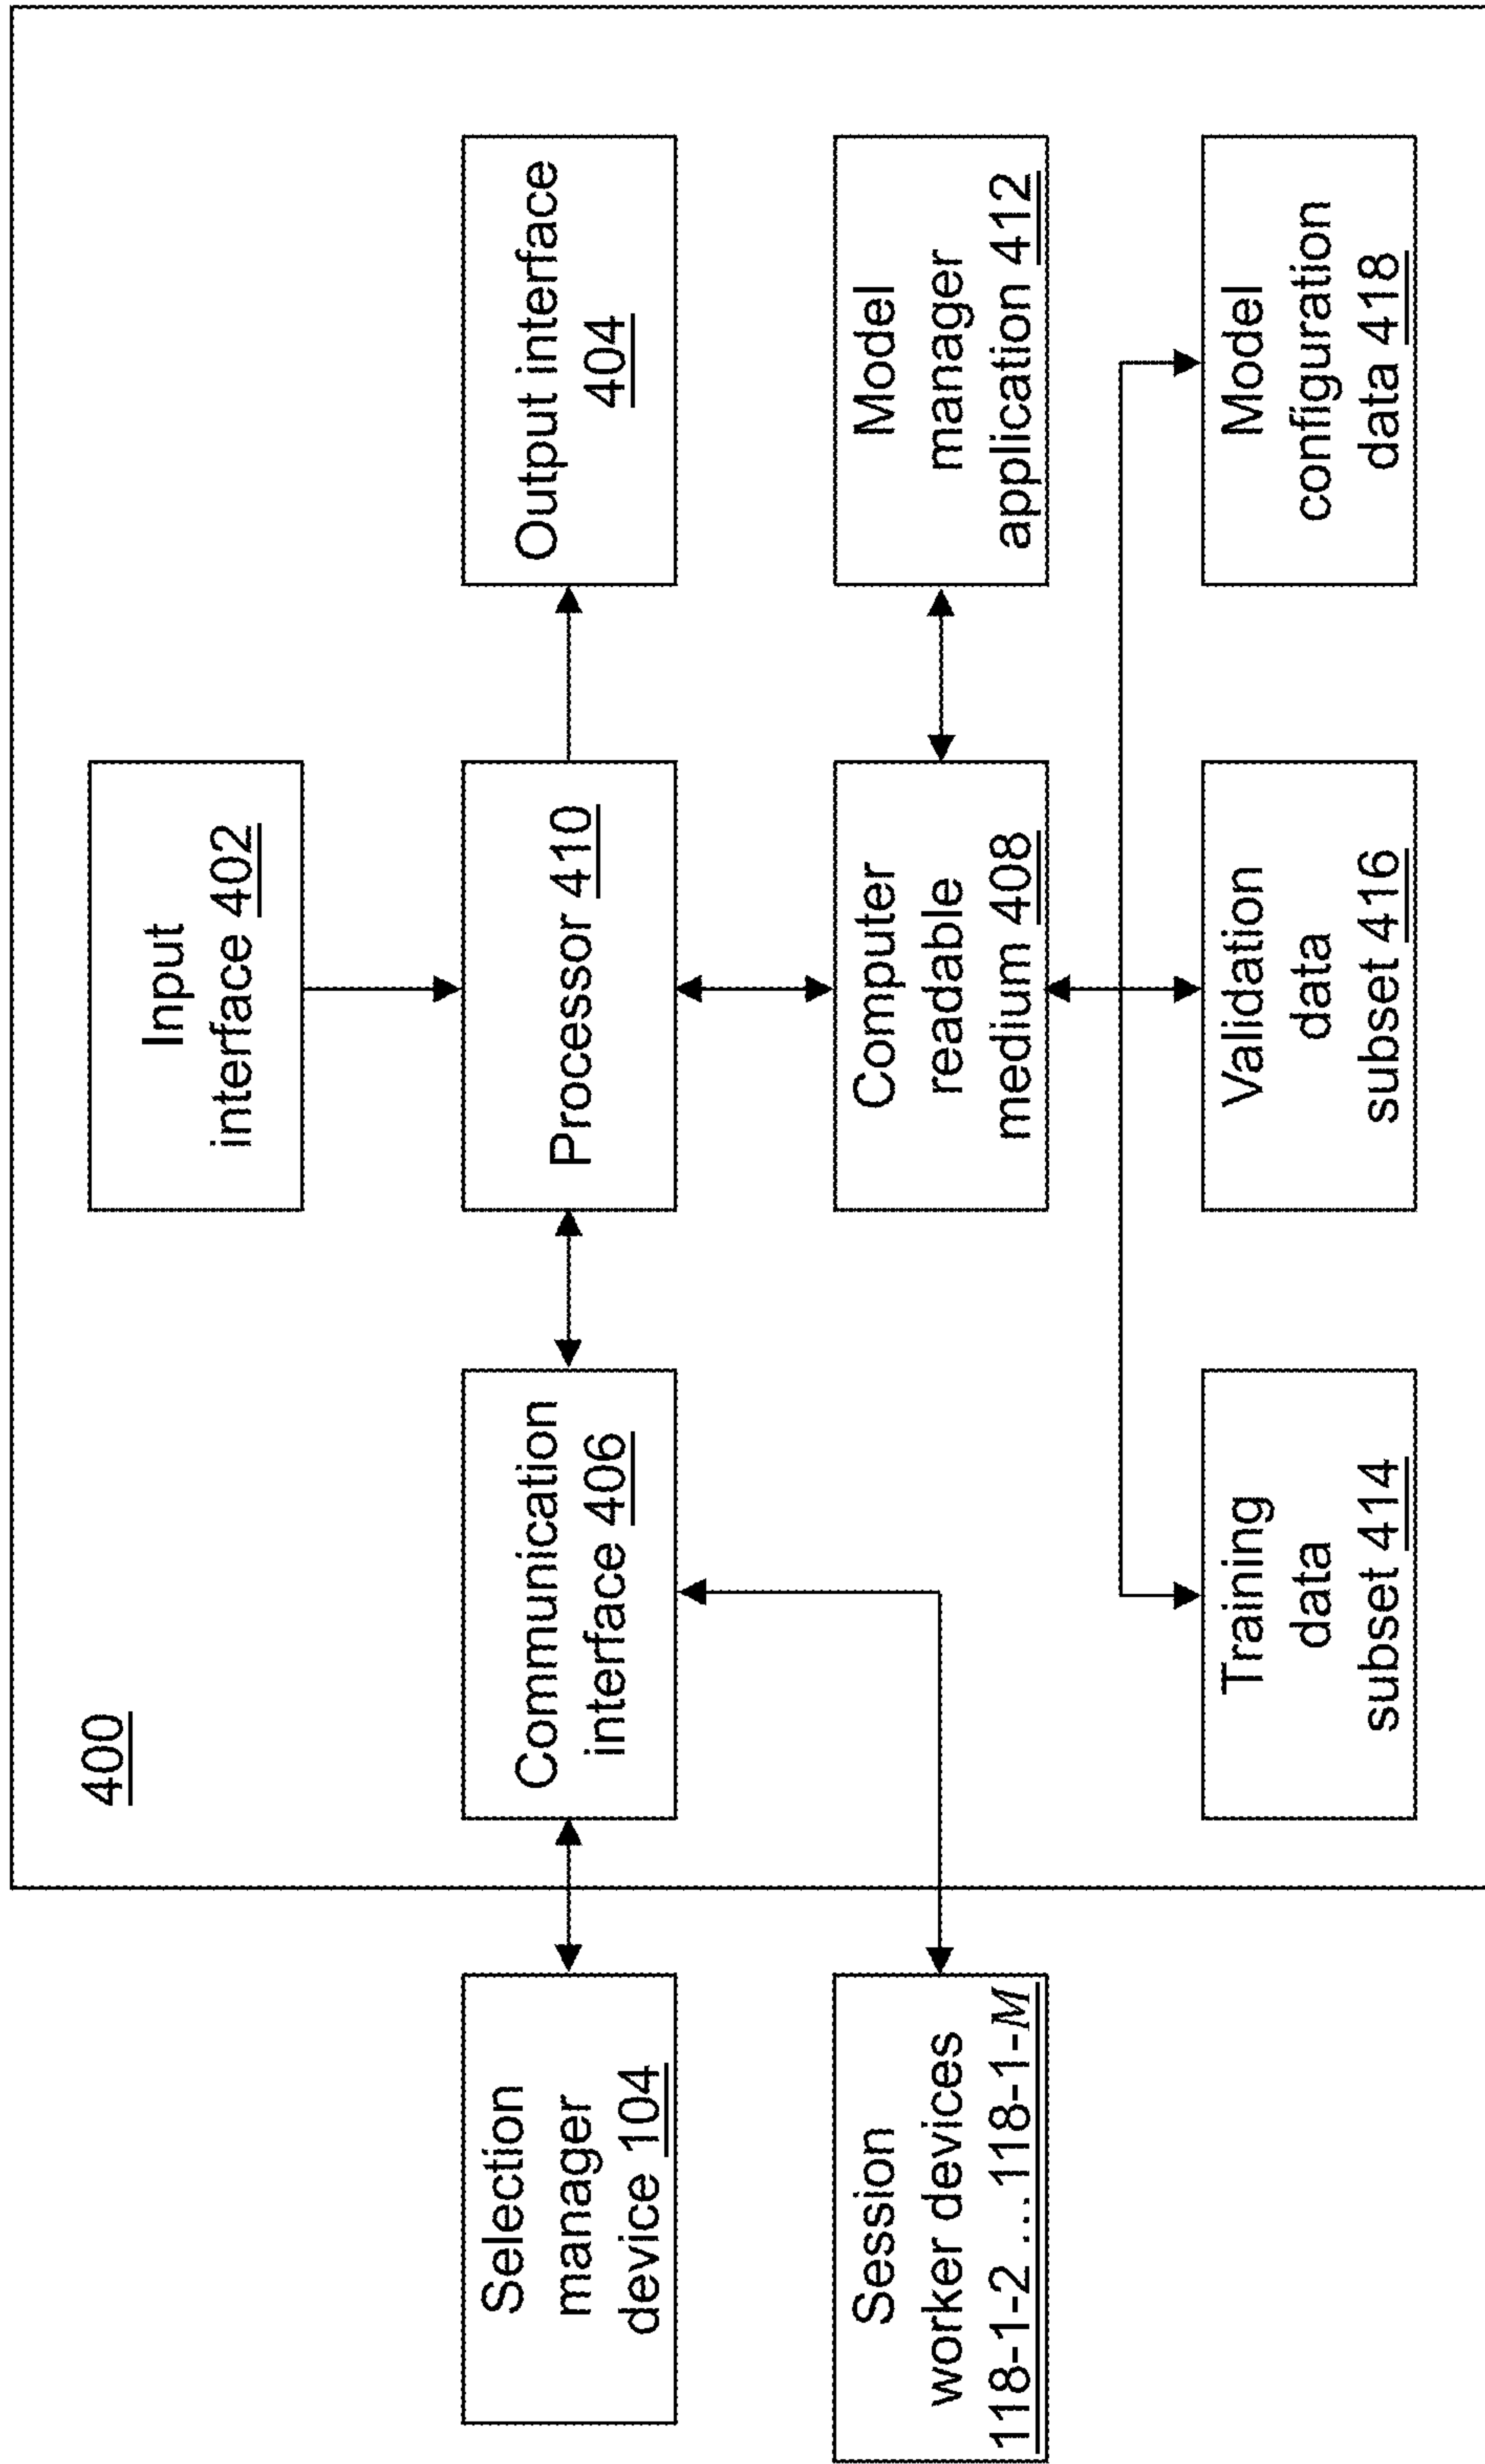 400
Input
interface 402
Selection
manager
device 104
Communication
interface 406
Processor 410
Output interface
404
Session
worker devices
118-1-2 ...118-1-M
Computer
readable
medium 408
Model
manager
application 412
Training
data
subset 414
Validation
data
subset 416
Model
configuration
data 418